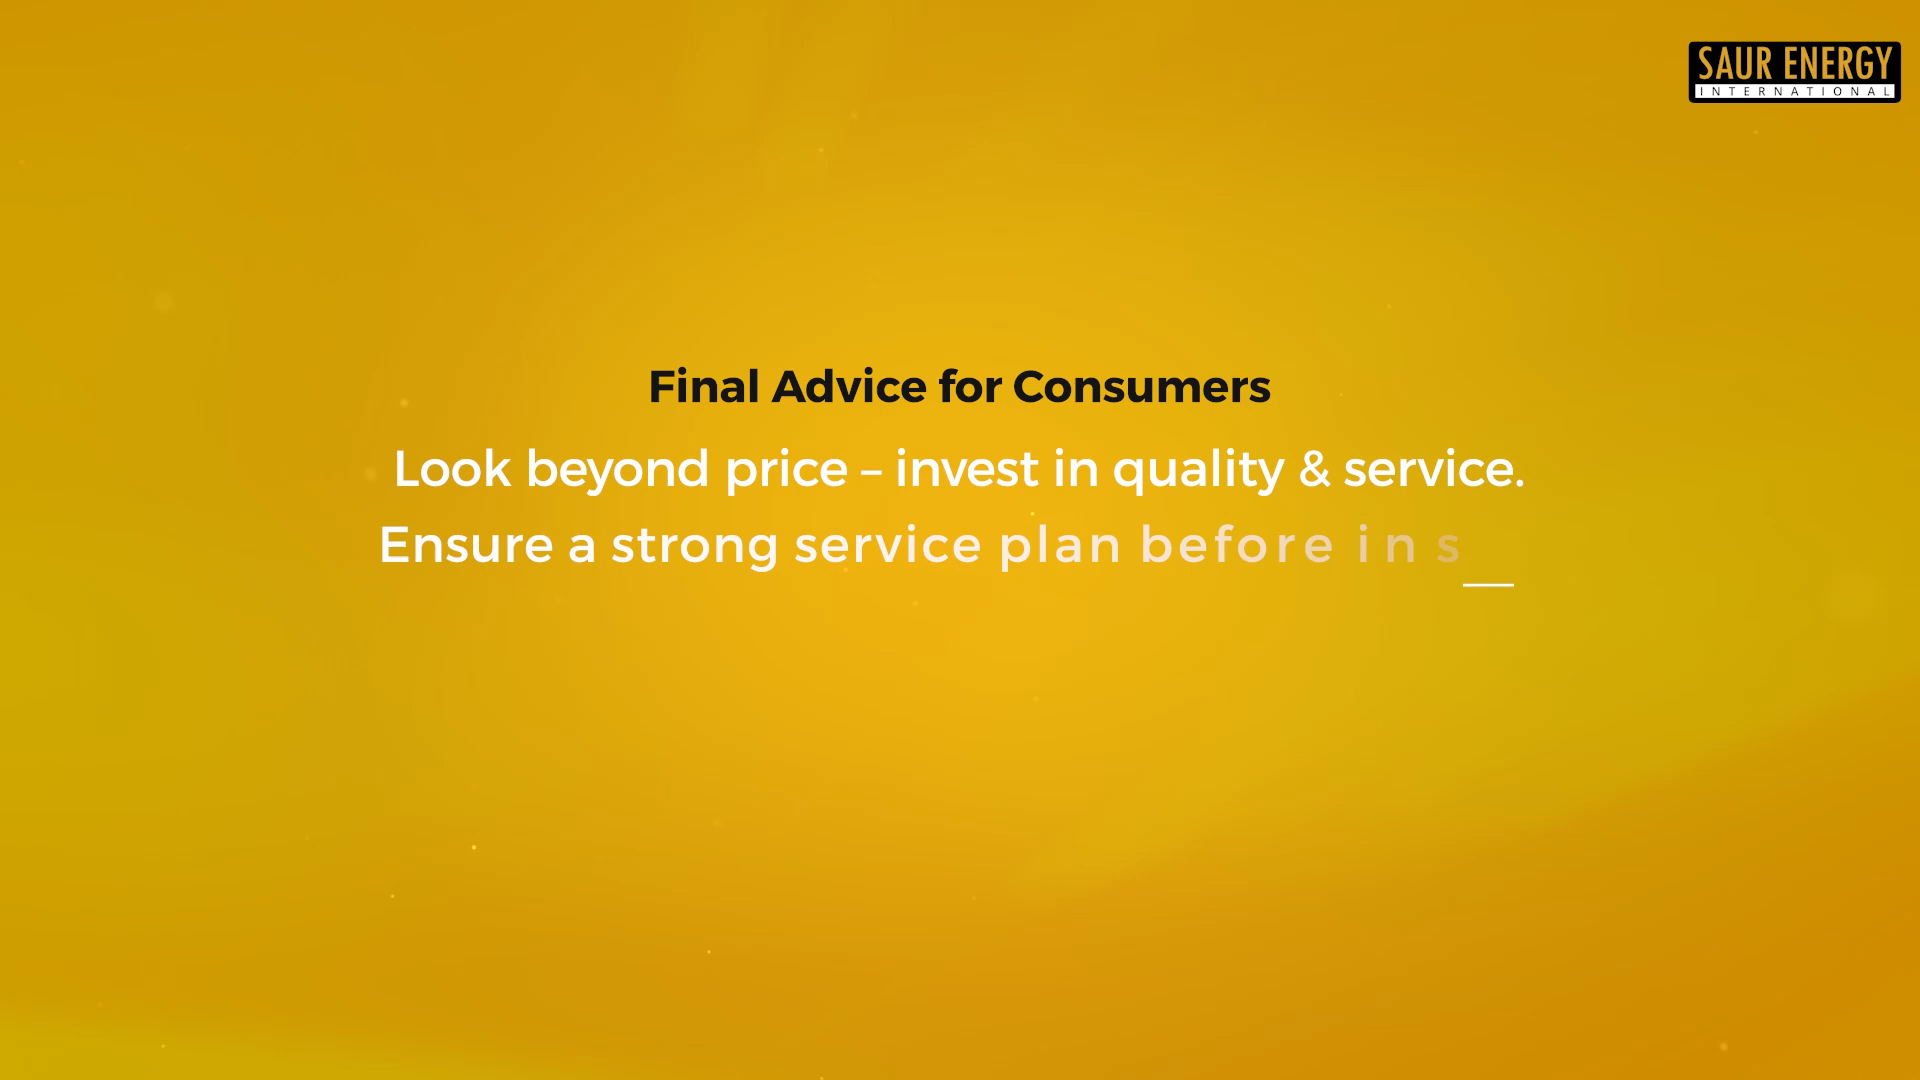 SAUR ENERGY
INTERNATIONAL
Final Advice for Consumers
Look beyond price – invest in quality & service.
Ensure a strong service plan before ins